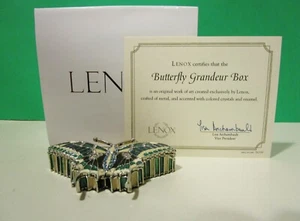 LENOX
LENOX certifies that the
Butterfly Grandeur Box
is an original work of art created exclusively by Lenox,
crafted of metal, and accented with colored crystals and enamel.
LENOX
Vice President